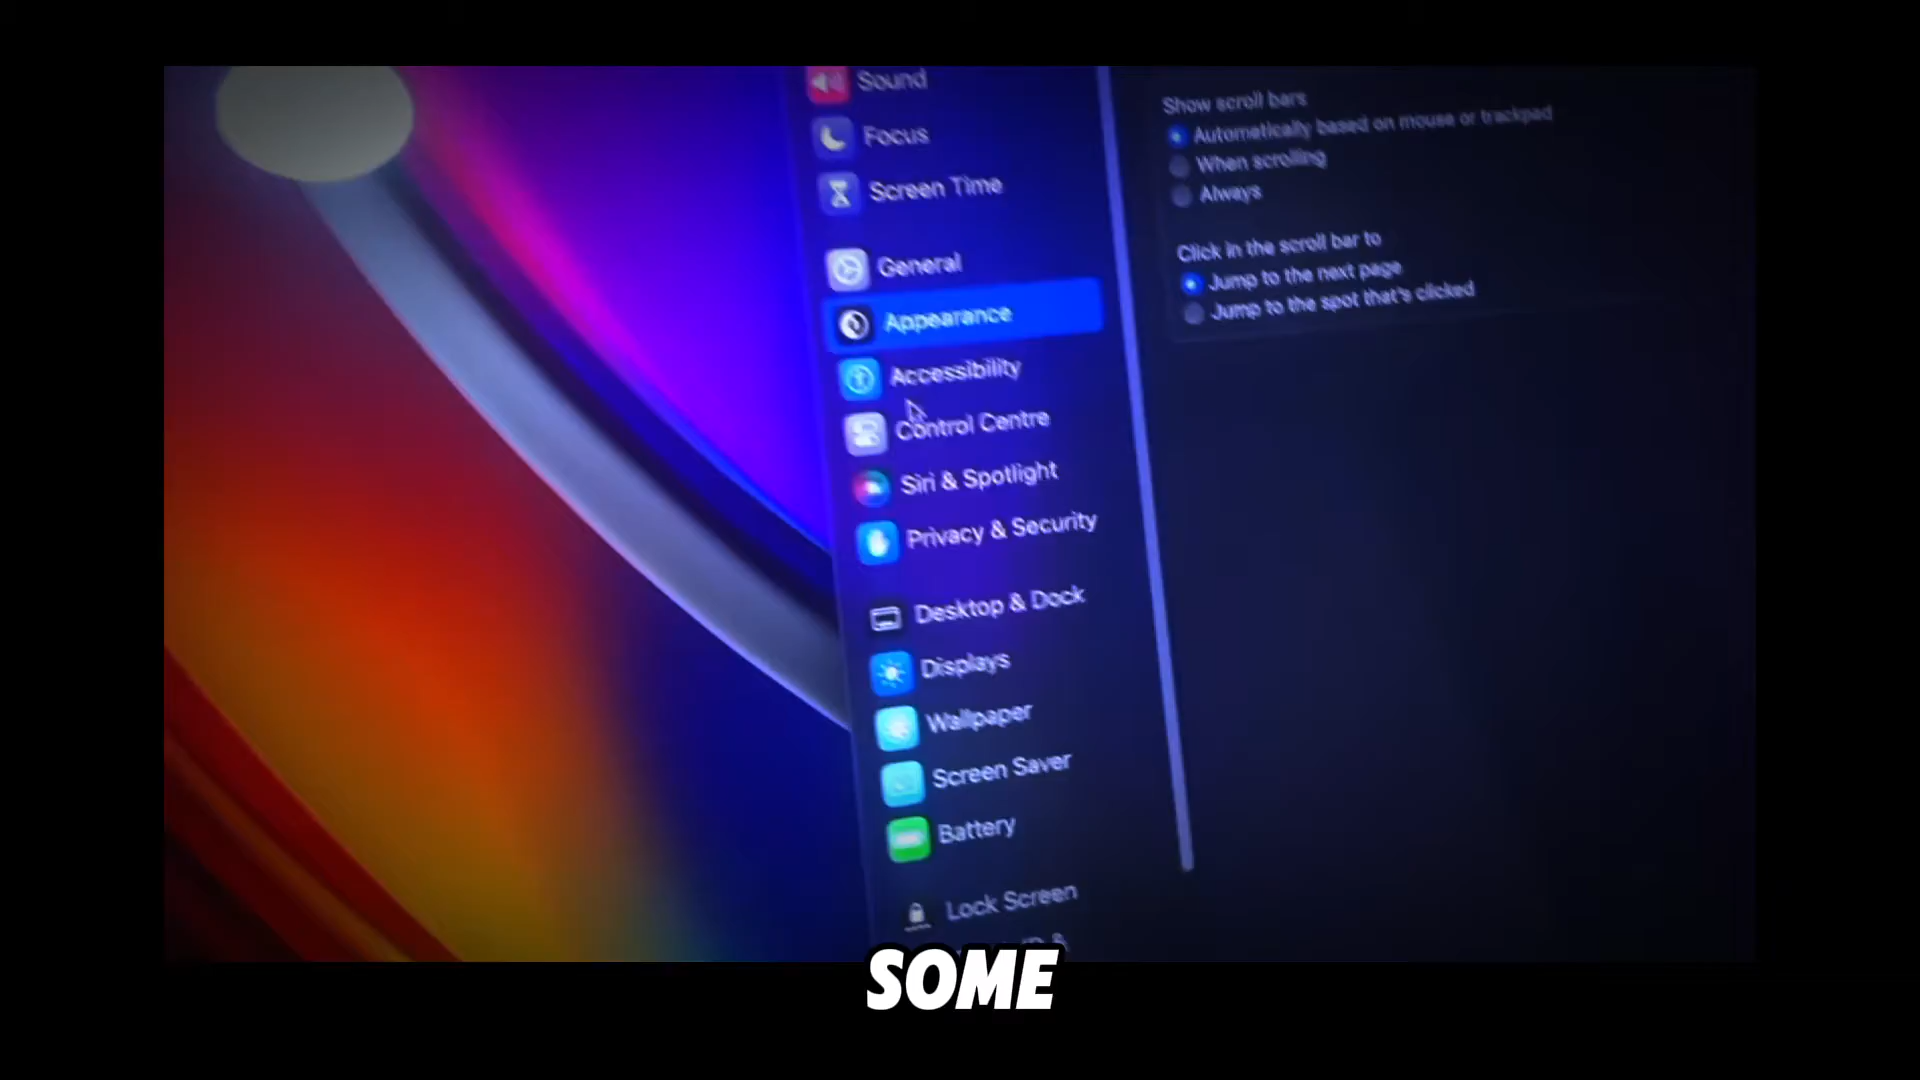 Sound
Focus
Screen Time
General
Appearance
Accessibility
Control Centre
Siri & Spotlight
Privacy & Security
Desktop & Dock
Displays
Wallpaper
Screen Saver
Battery
Lock Screen
Show scroll bars
Automatically based on mouse or trackpad
When scrolling
Always
Click in the scroll bar to
Jump to the next page
Jump to the spot that's clicked
SOME